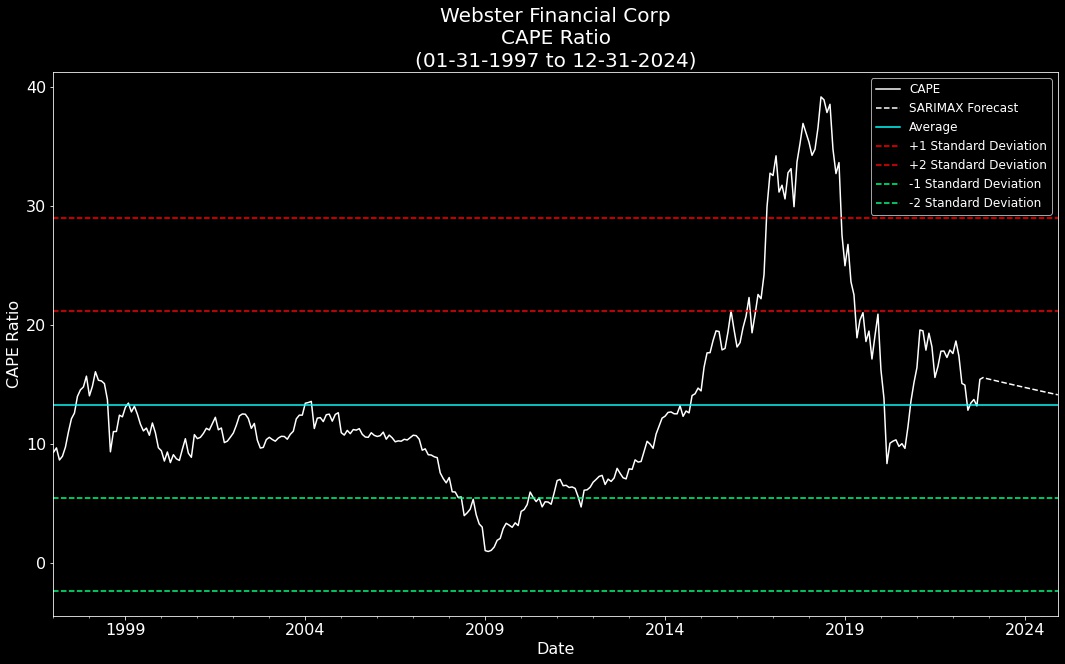 Webster Financial Corp
CAPE Ratio
(01-31-1997 to 12-31-2024)
CAPE
SARIMAX Forecast
Average
+1 Standard Deviation
+2 Standard Deviation
-1 Standard Deviation
-2 Standard Deviation
CAPE Ratio
40
30
20
10
0
1999
2004
2009
2014
2019
2024
Date